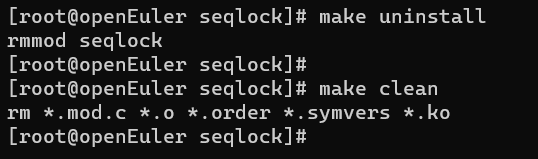 [root@openEuler seqlock]# make uninstall
rmmod seqlock
[root@openEuler seqlock]#
[root@openEuler seqlock]# make clean
rm *.mod.c *.o *.order *.symvers *.ko
[root@openEuler seqlock]#